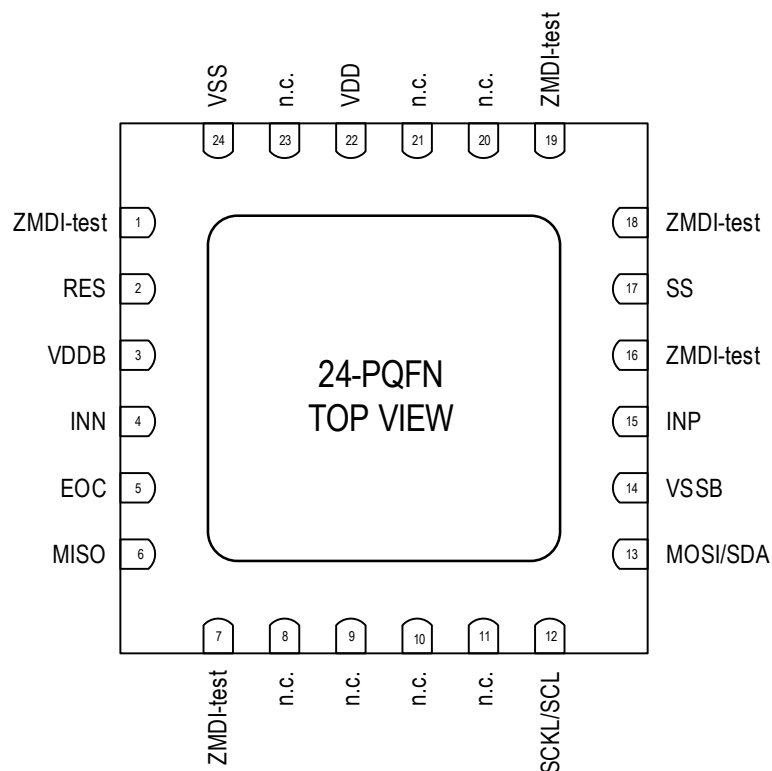 VSS
n.c.
VDD
n.c.
n.c.
ZMDI-test
24
23
22
21
20
19
ZMDI-test 1
RES 2
VDDB 3
INN 4
EOC 5
MISO 6
24-PQFN
TOP VIEW
18 ZMDI-test
17 SS
16 ZMDI-test
15 INP
14 VSSB
13 MOSI/SDA
7
8
9
10
11
12
ZMDI-test
n.c.
n.c.
n.c.
n.c.
SCKL/SCL